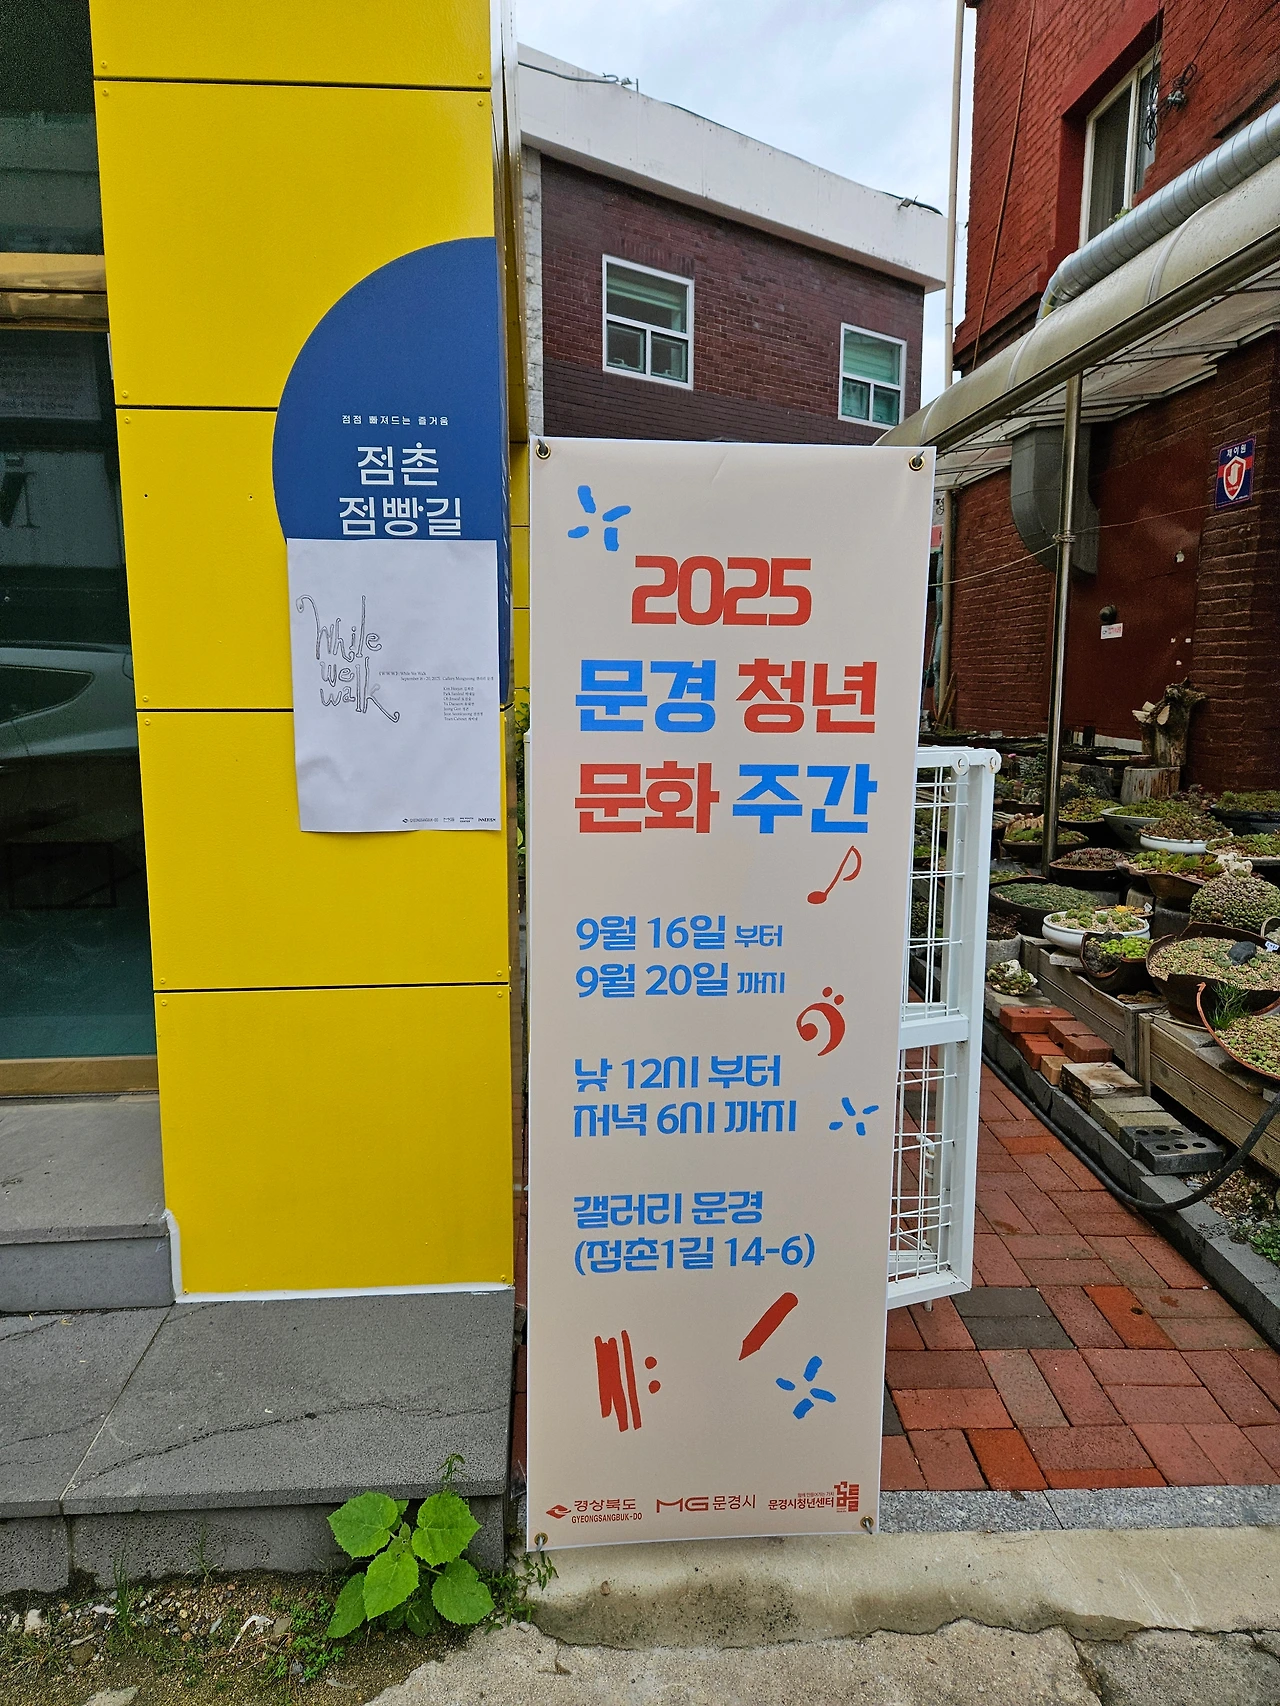 점점 빠져드는 즐거움
점촌
점빵길
While
we
walk
2025
문경 청년
문화 주간
9월 16일 부터
9월 20일 까지
낮 12시 부터
저녁 6시 까지
갤러리 문경
(점촌1길 14-6)
경상북도
GYEONGSANGBUK-DO
MG 문경시
문경시청년센터